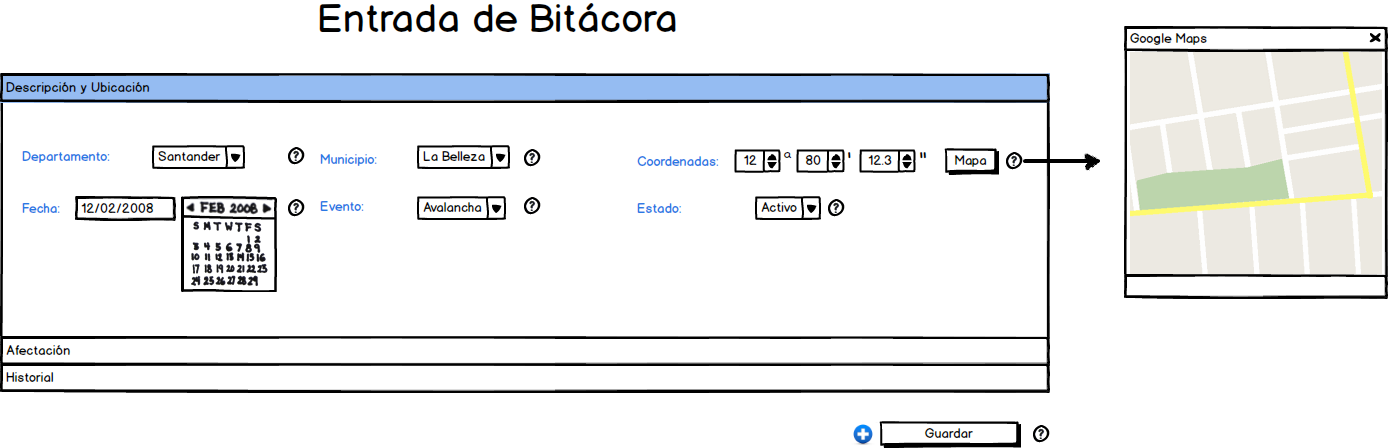 Entrada de Bitácora
Google Maps
Descripción y Ubicación
Departamento: Santander ? Municipio: La Belleza ? Coordenadas: 12 º 80 ' 12.3 " Mapa ?
Fecha: 12/02/2008 FEB 2008 ? Evento: Avalancha ? Estado: Activo ?
S M T W T F S
1 2
3 4 5 6 7 8 9
10 11 12 13 14 15 16
17 18 19 20 21 22 23
24 25 26 27 28 29
Afectación
Historial
Guardar ?